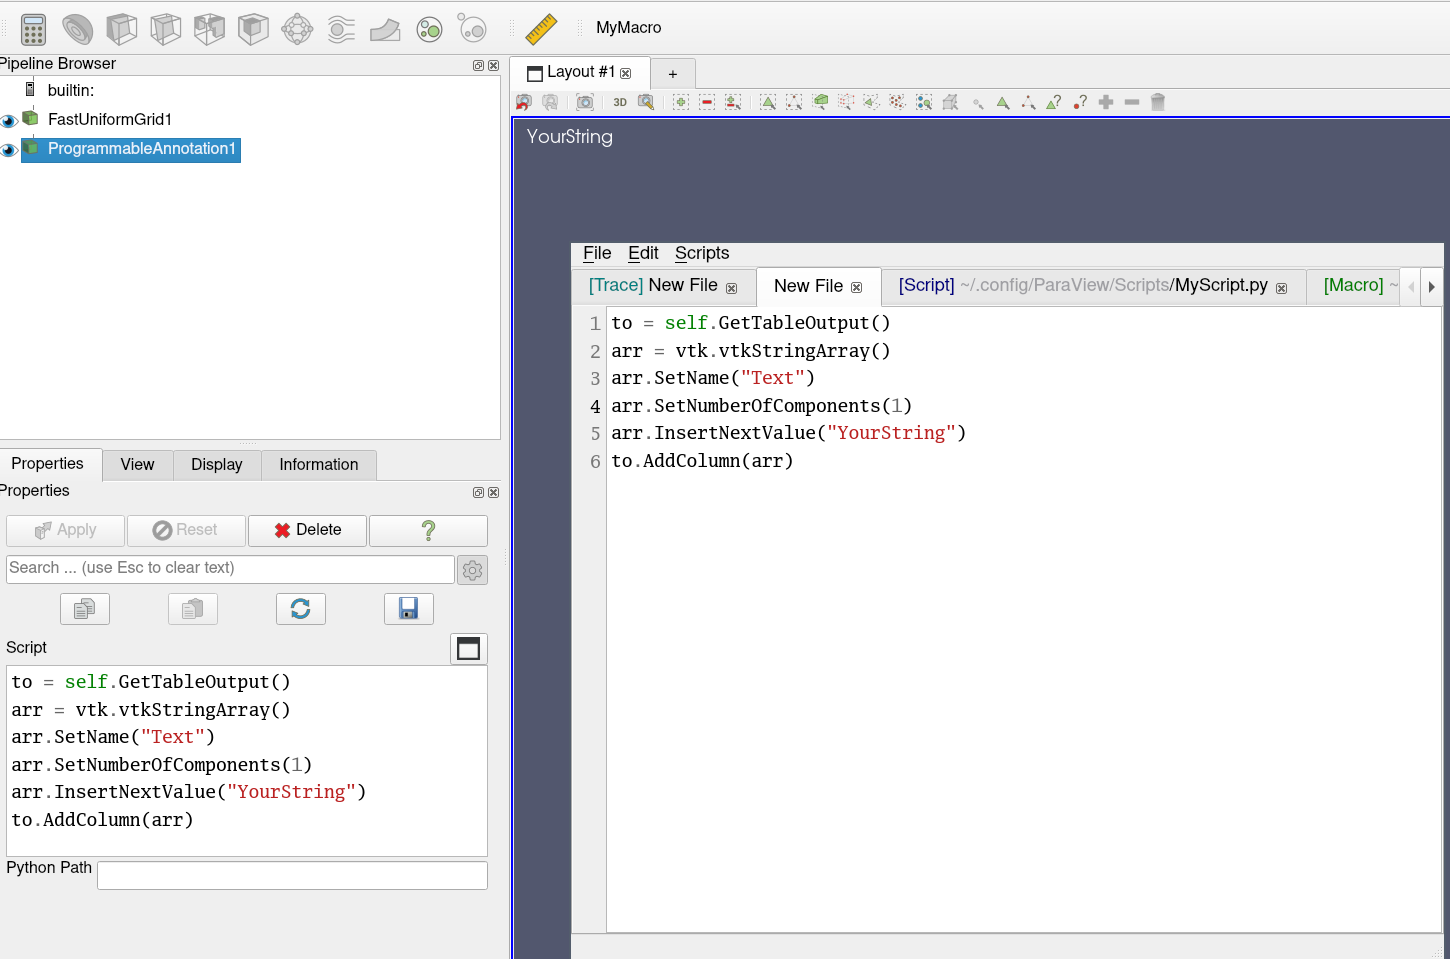 MyMacro
Pipeline Browser
builtin:
FastUniformGrid1
ProgrammableAnnotation1
Properties View Display Information
Properties
Apply Reset Delete ?
Search ... (use Esc to clear text)
Script
to = self.GetTableOutput()
arr = vtk.vtkStringArray()
arr.SetName("Text")
arr.SetNumberOfComponents(1)
arr.InsertNextValue("YourString")
to.AddColumn(arr)
Python Path
Layout #1 +
3D
YourString
File Edit Scripts
[Trace] New File New File [Script] ~/.config/ParaView/Scripts/MyScript.py [Macro] ~
1 to = self.GetTableOutput()
2 arr = vtk.vtkStringArray()
3 arr.SetName("Text")
4 arr.SetNumberOfComponents(1)
5 arr.InsertNextValue("YourString")
6 to.AddColumn(arr)